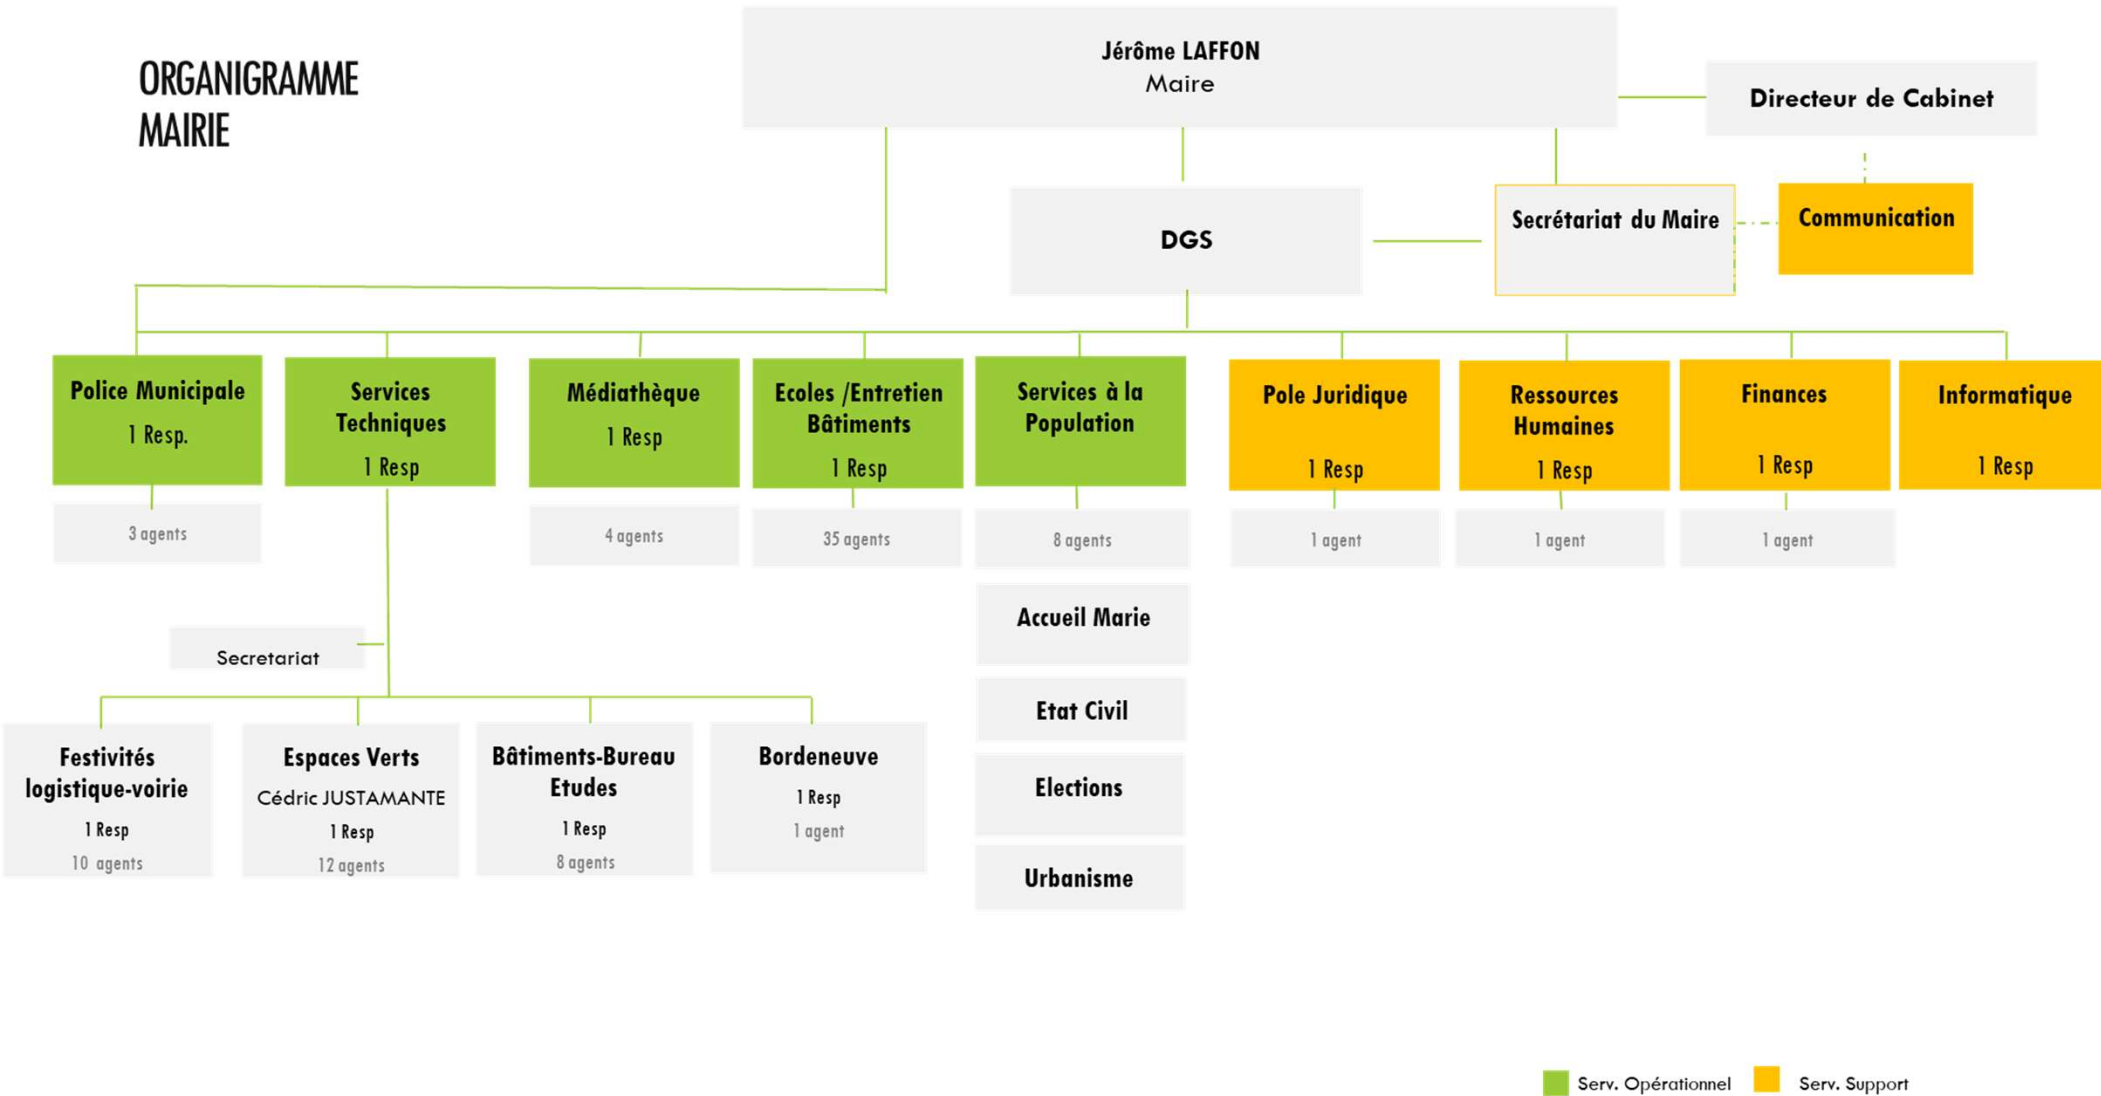 ORGANIGRAMME
MAIRIE
Jérôme LAFFON
Maire
Directeur de Cabinet
DGS
Secrétariat du Maire
Communication
Police Municipale
1 Resp.
3 agents
Services
Techniques
1 Resp
Médiathèque
1 Resp
4 agents
Ecoles /Entretien
Bâtiments
1 Resp
35 agents
Services à la
Population
8 agents
Pole Juridique
1 Resp
1 agent
Ressources
Humaines
1 Resp
1 agent
Finances
1 Resp
1 agent
Informatique
1 Resp
Accueil Marie
Etat Civil
Elections
Urbanisme
Secretariat
Festivités
logistique-voirie
1 Resp
10 agents
Espaces Verts
Cédric JUSTAMANTE
1 Resp
12 agents
Bâtiments-Bureau
Etudes
1 Resp
8 agents
Bordeneuve
1 Resp
1 agent
Serv. Opérationnel
Serv. Support